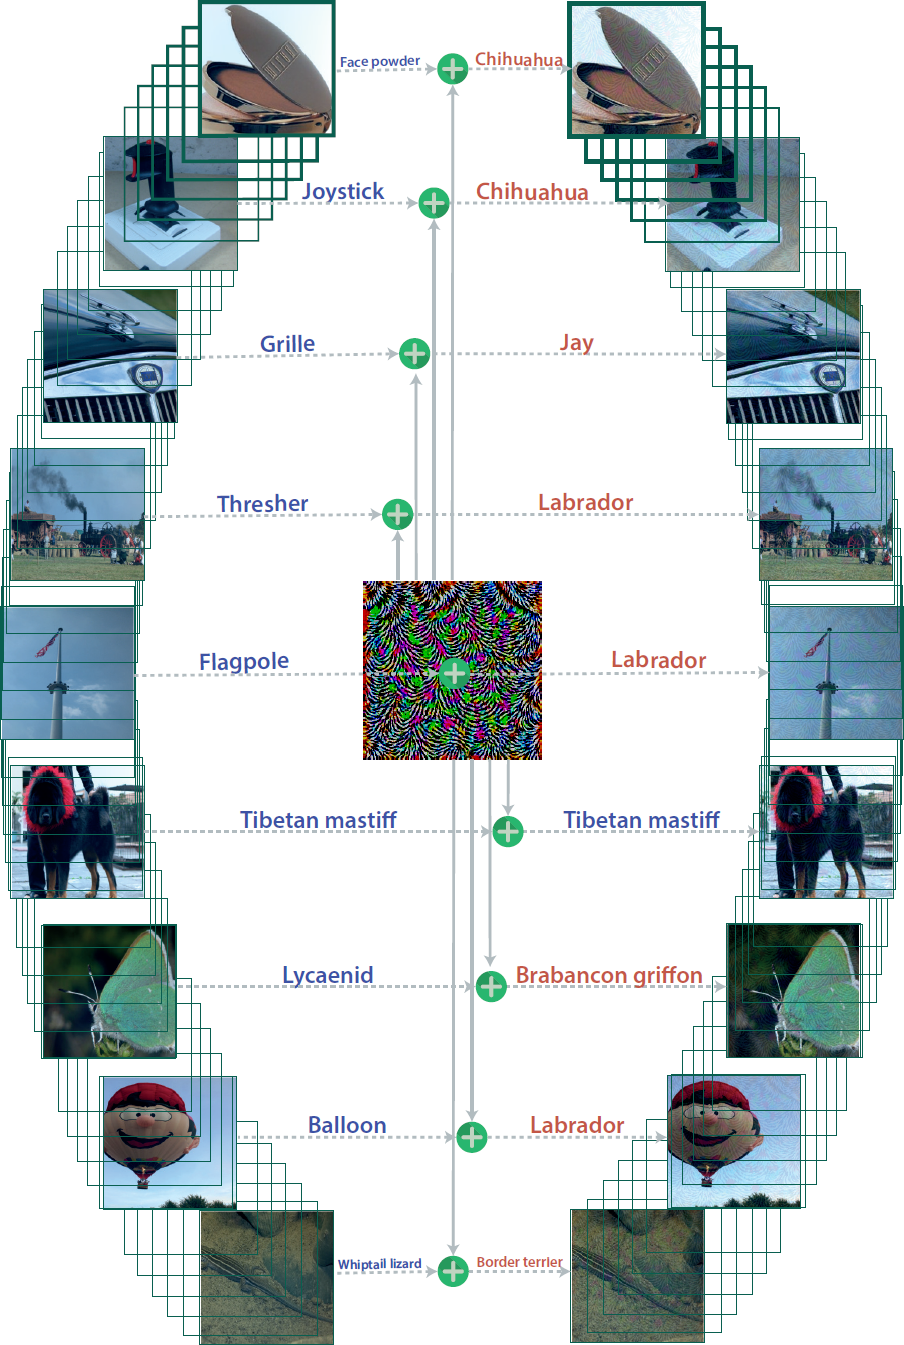 Face powder
Chihuahua
Joystick
Chihuahua
Grille
Jay
Thresher
Labrador
Flagpole
Labrador
Tibetan mastiff
Tibetan mastiff
Lycaenid
Brabancon griffon
Balloon
Labrador
Whiptail lizard
Border terrier